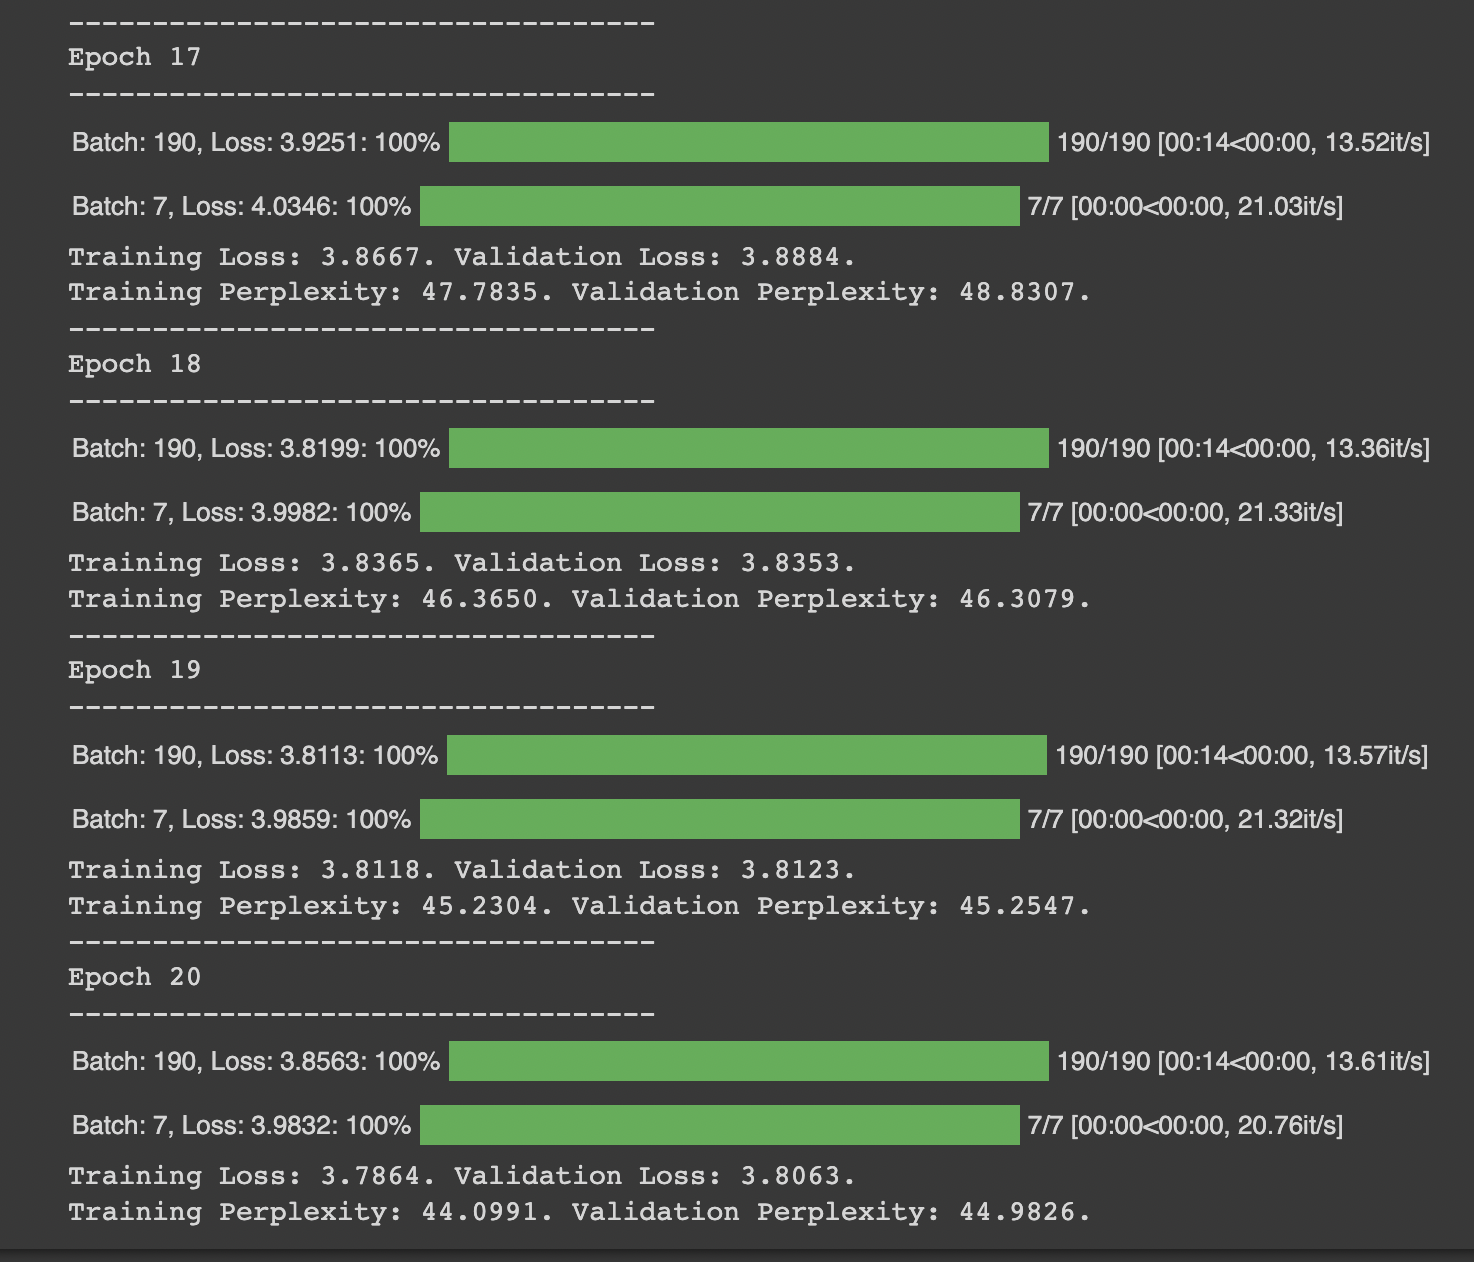 -----------------------------------
Epoch 17
-----------------------------------
Batch: 190, Loss: 3.9251: 100% 190/190 [00:14<00:00, 13.52it/s]
Batch: 7, Loss: 4.0346: 100% 7/7 [00:00<00:00, 21.03it/s]
Training Loss: 3.8667. Validation Loss: 3.8884.
Training Perplexity: 47.7835. Validation Perplexity: 48.8307.
-----------------------------------
Epoch 18
-----------------------------------
Batch: 190, Loss: 3.8199: 100% 190/190 [00:14<00:00, 13.36it/s]
Batch: 7, Loss: 3.9982: 100% 7/7 [00:00<00:00, 21.33it/s]
Training Loss: 3.8365. Validation Loss: 3.8353.
Training Perplexity: 46.3650. Validation Perplexity: 46.3079.
-----------------------------------
Epoch 19
-----------------------------------
Batch: 190, Loss: 3.8113: 100% 190/190 [00:14<00:00, 13.57it/s]
Batch: 7, Loss: 3.9859: 100% 7/7 [00:00<00:00, 21.32it/s]
Training Loss: 3.8118. Validation Loss: 3.8123.
Training Perplexity: 45.2304. Validation Perplexity: 45.2547.
-----------------------------------
Epoch 20
-----------------------------------
Batch: 190, Loss: 3.8563: 100% 190/190 [00:14<00:00, 13.61it/s]
Batch: 7, Loss: 3.9832: 100% 7/7 [00:00<00:00, 20.76it/s]
Training Loss: 3.7864. Validation Loss: 3.8063.
Training Perplexity: 44.0991. Validation Perplexity: 44.9826.